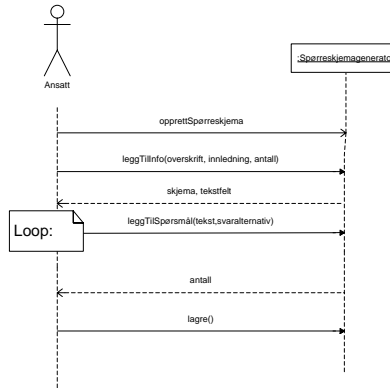 :Spørreskjemagenerator
Ansatt
opprettSpørreskjema
leggTilInfo(overskrift, innledning, antall)
skjema, tekstfelt
Loop:
leggTilSpørsmål(tekst,svaralternativ)
antall
lagre()